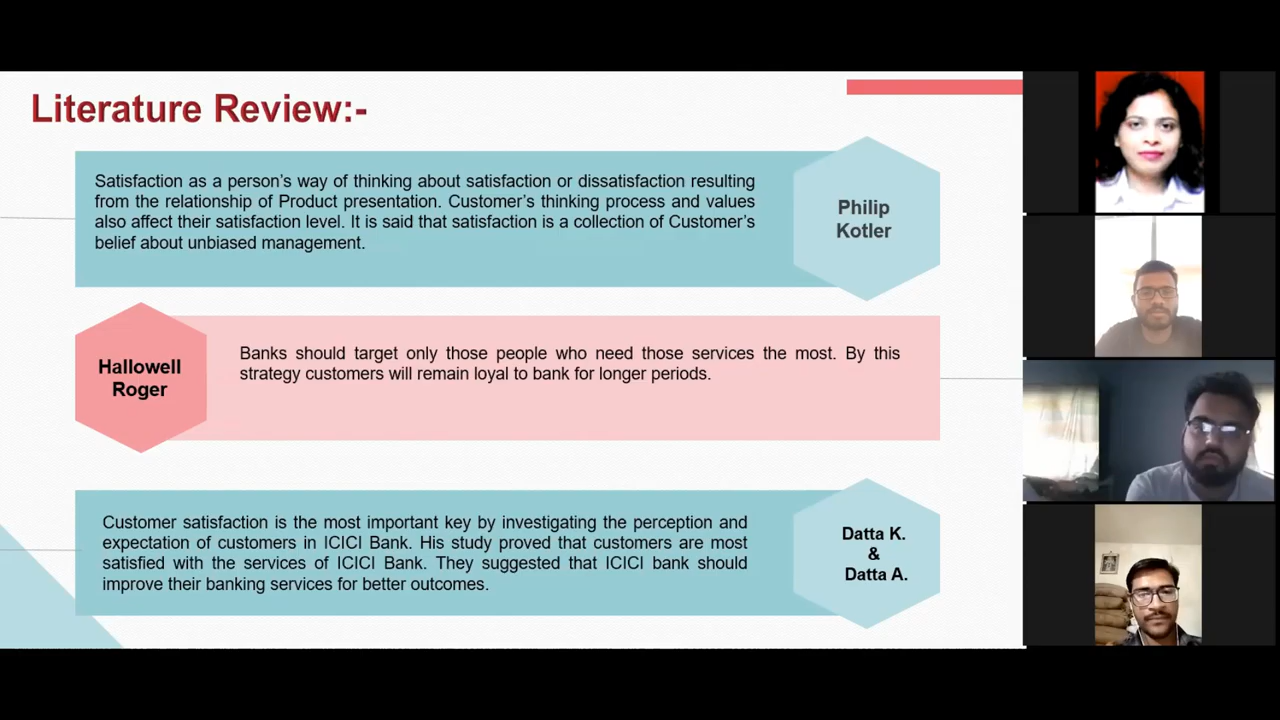 Literature Review:-
Satisfaction as a person’s way of thinking about satisfaction or dissatisfaction resulting
from the relationship of Product presentation. Customer’s thinking process and values
also affect their satisfaction level. It is said that satisfaction is a collection of Customer’s
belief about unbiased management.
Philip
Kotler
Hallowell
Roger
Banks should target only those people who need those services the most. By this
strategy customers will remain loyal to bank for longer periods.
Customer satisfaction is the most important key by investigating the perception and
expectation of customers in ICICI Bank. His study proved that customers are most
satisfied with the services of ICICI Bank. They suggested that ICICI bank should
improve their banking services for better outcomes.
Datta K.
&
Datta A.